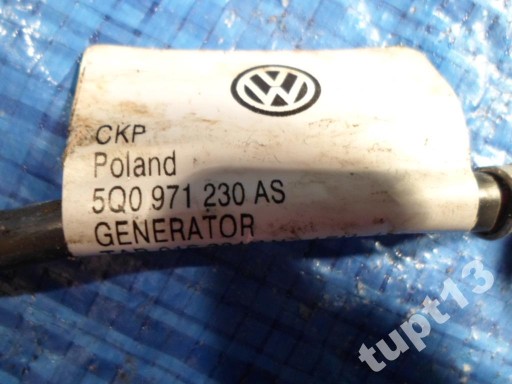 CKP
Poland
5Q0 971 230 AS
GENERATOR
tupt13